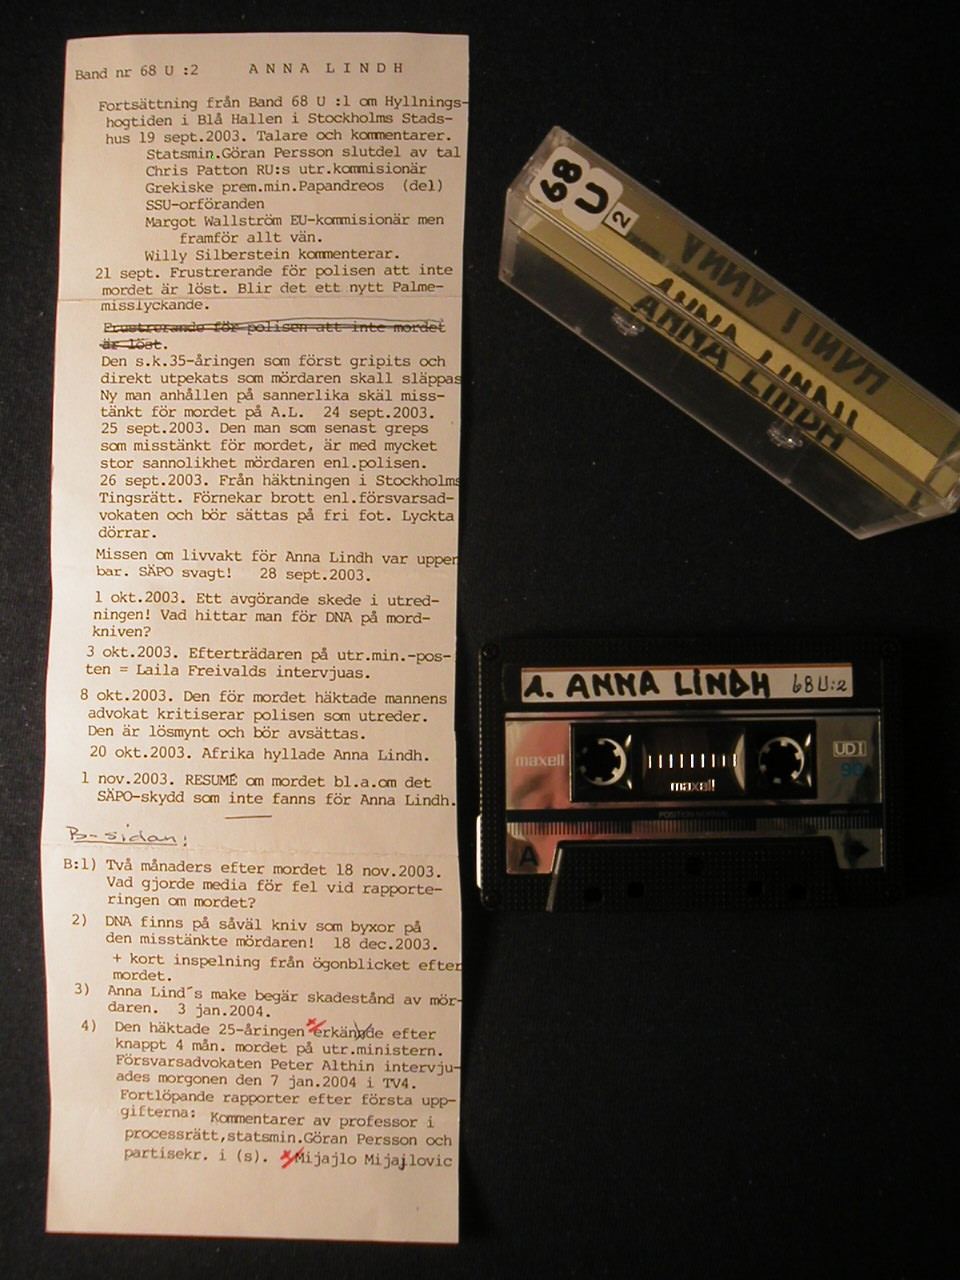 Band nr 68 U :2 ANNA LINDH
Fortsättning från Band 68 U :1 om Hyllnings-
hogtiden i Blå Hallen i Stockholms Stads-
hus 19 sept.2003. Talare och kommentarer.
Statsmin.Göran Persson slutdel av tal
Chris Patton RU:s utr.kommisionär
Grekiske prem.min.Papandreos (del)
SSU-orföranden
Margot Wallström EU-kommisionär men
framför allt vän.
Willy Silberstein kommenterar.
21 sept. Frustrerande för polisen att inte
mordet är löst. Blir det ett nytt Palme-
misslyckande.
Frustrerande för polisen att inte mordet
är löst.
Den s.k.35-åringen som först gripits och
direkt utpekats som mördaren skall släppas
Ny man anhållen på sannerlika skäl miss-
tänkt för mordet på A.L. 24 sept.2003.
25 sept.2003. Den man som senast greps
som misstänkt för mordet, är med mycket
stor sannolikhet mördaren enl.polisen.
26 sept.2003. Från häktningen i Stockholms
Tingsrätt. Förnekar brott enl.försvarsad-
vokaten och bör sättas på fri fot. Lyckta
dörrar.
Missen om livvakt för Anna Lindh var uppen
bar. SÄPO svagt! 28 sept.2003.
1 okt.2003. Ett avgörande skede i utred-
ningen! Vad hittar man för DNA på mord-
kniven?
3 okt.2003. Efterträdaren på utr.min.-pos-
ten = Laila Freivalds intervjuas.
8 okt.2003. Den för mordet häktade mannens
advokat kritiserar polisen som utreder.
Den är lösmynt och bör avsättas.
20 okt.2003. Afrika hyllade Anna Lindh.
1 nov.2003. RESUMÉ om mordet bl.a.om det
SÄPO-skydd som inte fanns för Anna Lindh.
B-sidan!
B:1) Två månaders efter mordet 18 nov.2003.
Vad gjorde media för fel vid rapporte-
ringen om mordet?
2) DNA finns på såväl kniv som byxor på
den misstänkte mördaren! 18 dec.2003.
+ kort inspelning från ögonblicket efter
mordet.
3) Anna Lind´s make begär skadestånd av mör-
daren. 3 jan.2004.
4) Den häktade 25-åringen x/ erkände efter
knappt 4 mån. mordet på utr.ministern.
Försvarsadvokaten Peter Althin intervju-
ades morgonen den 7 jan.2004 i TV4.
Fortlöpande rapporter efter första upp-
gifterna: Kommentarer av professor i
processrätt,statsmin.Göran Persson och
partisekr. i (s). x/ Mijajlo Mijajlovic
68
U
2
ANNA LINDH
ANNA LINDH
ANNA LINDH
1. ANNA LINDH 68U:2
maxell
UDI
90
maxell
POSITION NORMAL
A